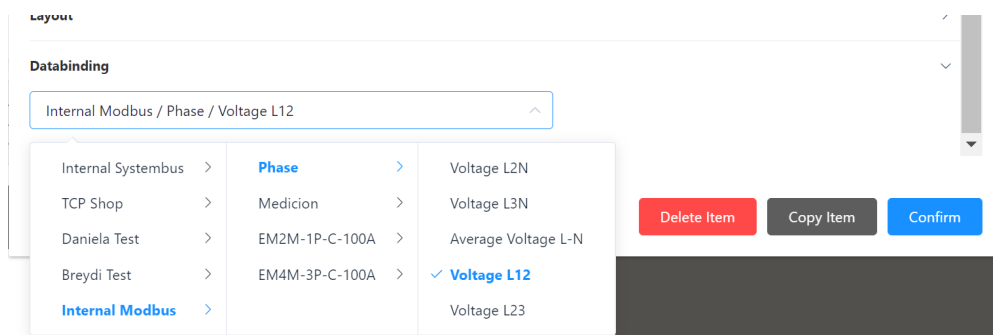 Layout
Databinding
Internal Modbus / Phase / Voltage L12
Internal Systembus
TCP Shop
Daniela Test
Breydi Test
Internal Modbus
Phase
Medicion
EM2M-1P-C-100A
EM4M-3P-C-100A
Voltage L2N
Voltage L3N
Average Voltage L-N
Voltage L12
Voltage L23
Delete Item
Copy Item
Confirm